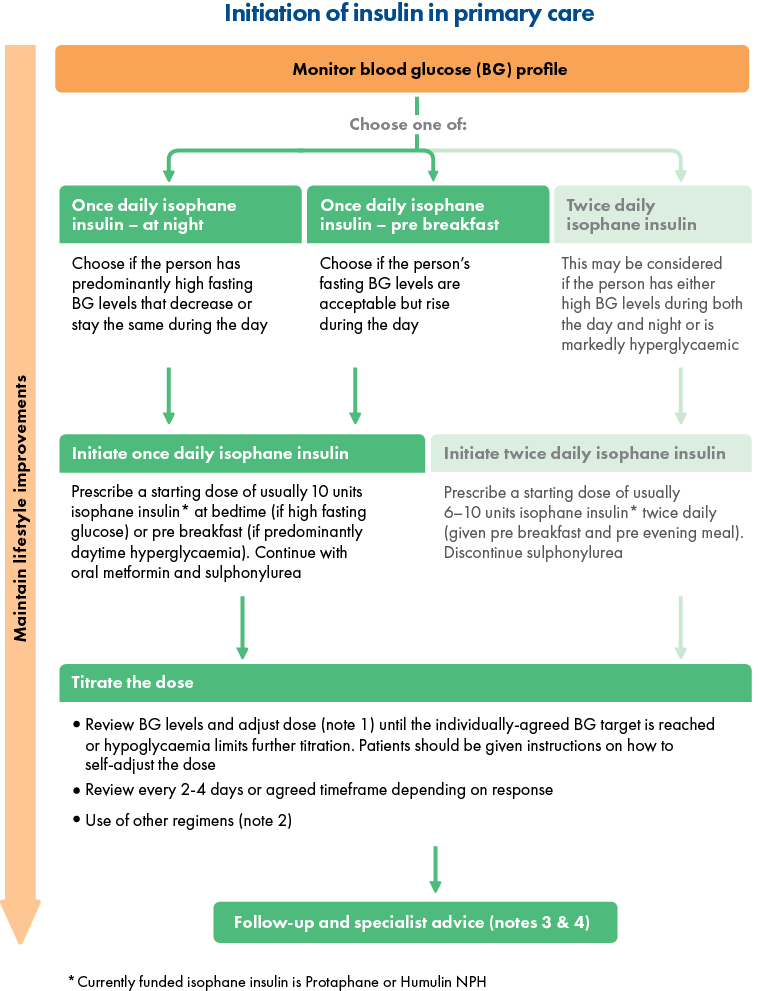 Initiation of insulin in primary care
Monitor blood glucose (BG) profile
Choose one of:
Once daily isophane
insulin – at night
Choose if the person has
predominantly high fasting
BG levels that decrease or
stay the same during the day
Once daily isophane
insulin – pre breakfast
Choose if the person's
fasting BG levels are
acceptable but rise
during the day
Twice daily
isophane insulin
This may be considered
if the person has either
high BG levels during both
the day and night or is
markedly hyperglycaemic
Maintain lifestyle improvements
Initiate once daily isophane insulin
Prescribe a starting dose of usually 10 units
isophane insulin* at bedtime (if high fasting
glucose) or pre breakfast (if predominantly
daytime hyperglycaemia). Continue with
oral metformin and sulphonylurea
Initiate twice daily isophane insulin
Prescribe a starting dose of usually
6–10 units isophane insulin* twice daily
(given pre breakfast and pre evening meal).
Discontinue sulphonylurea
Titrate the dose
• Review BG levels and adjust dose (note 1) until the individually-agreed BG target is reached
or hypoglycaemia limits further titration. Patients should be given instructions on how to
self-adjust the dose
• Review every 2-4 days or agreed timeframe depending on response
• Use of other regimens (note 2)
Follow-up and specialist advice (notes 3 & 4)
* Currently funded isophane insulin is Protaphane or Humulin NPH